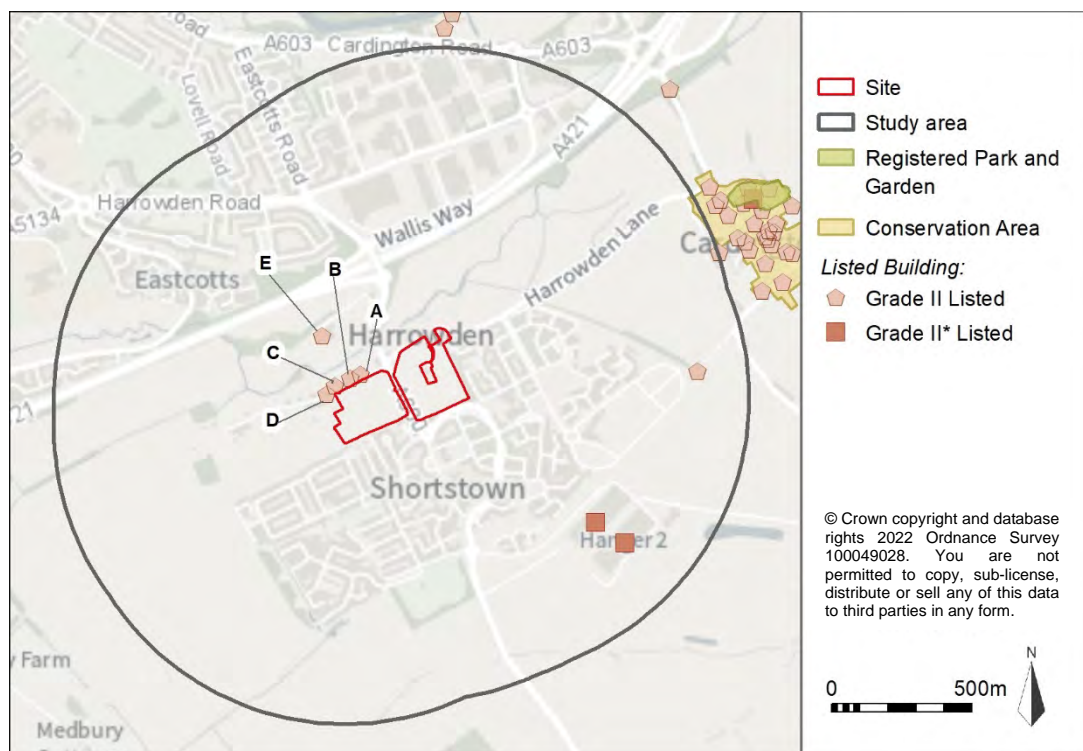 Road
A603
Cardington Road
A603
Lovell Road
Eastcotts Road
A421
A5134
Harrowden Road
Wallis Way
Harrowden Lane
Eastcotts
E
B
A
Harrowden
C
D
21
Shortstown
Farm
Medbury
Site
Study area
Registered Park and
Garden
Conservation Area
Listed Building:
Grade II Listed
Grade II* Listed
© Crown copyright and database
rights 2022 Ordnance Survey
100049028. You are not
permitted to copy, sub-license,
distribute or sell any of this data
to third parties in any form.
N
0 500m